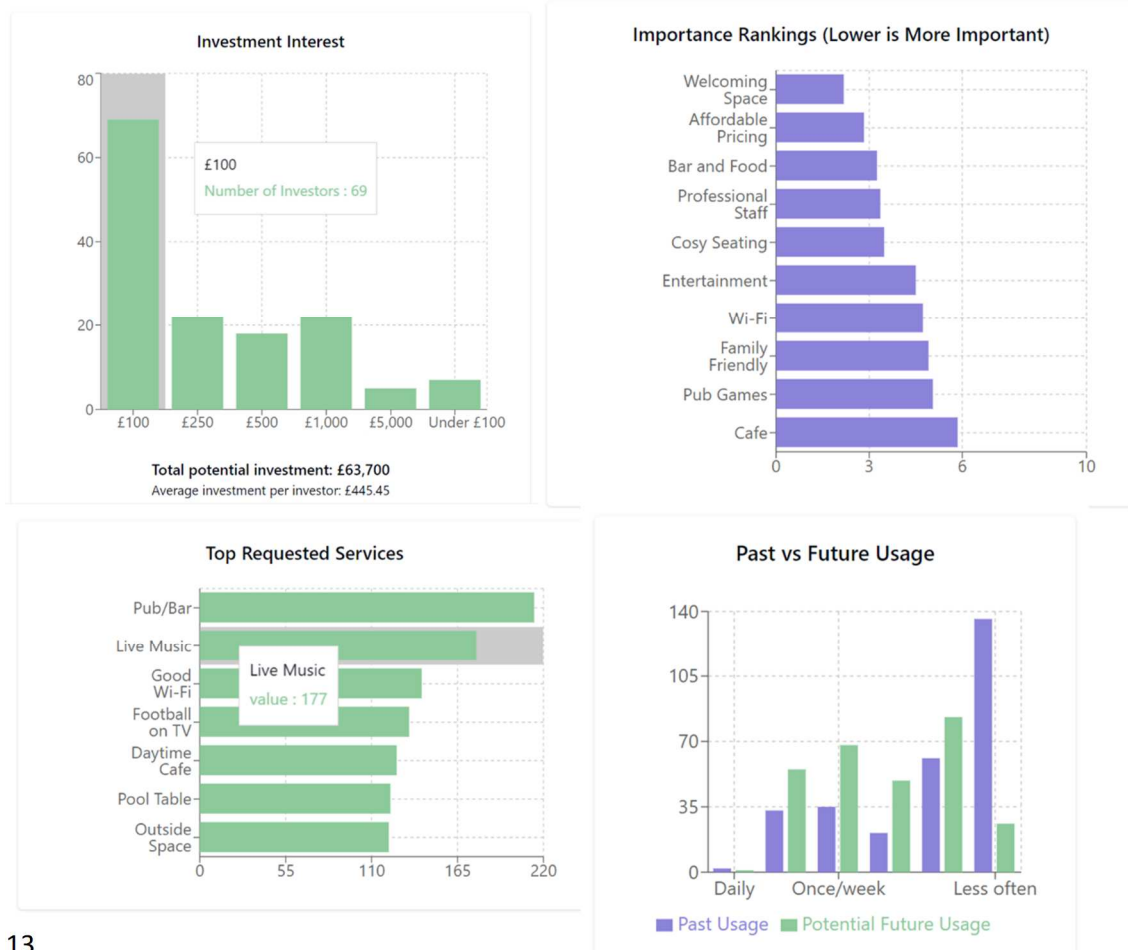 Investment Interest
80
60
40
20
0
£100
Number of Investors : 69
£100 £250 £500 £1,000 £5,000 Under £100
Total potential investment: £63,700
Average investment per investor: £445.45
Importance Rankings (Lower is More Important)
Welcoming
Space
Affordable
Pricing
Bar and Food
Professional
Staff
Cosy Seating
Entertainment
Wi-Fi
Family
Friendly
Pub Games
Cafe
0 3 6 10
Top Requested Services
Pub/Bar
Live Music
Good
Wi-Fi
Football
on TV
Daytime
Cafe
Pool Table
Outside
Space
Live Music
value : 177
0 55 110 165 220
Past vs Future Usage
140
105
70
35
0
Daily Once/week Less often
Past Usage Potential Future Usage
13